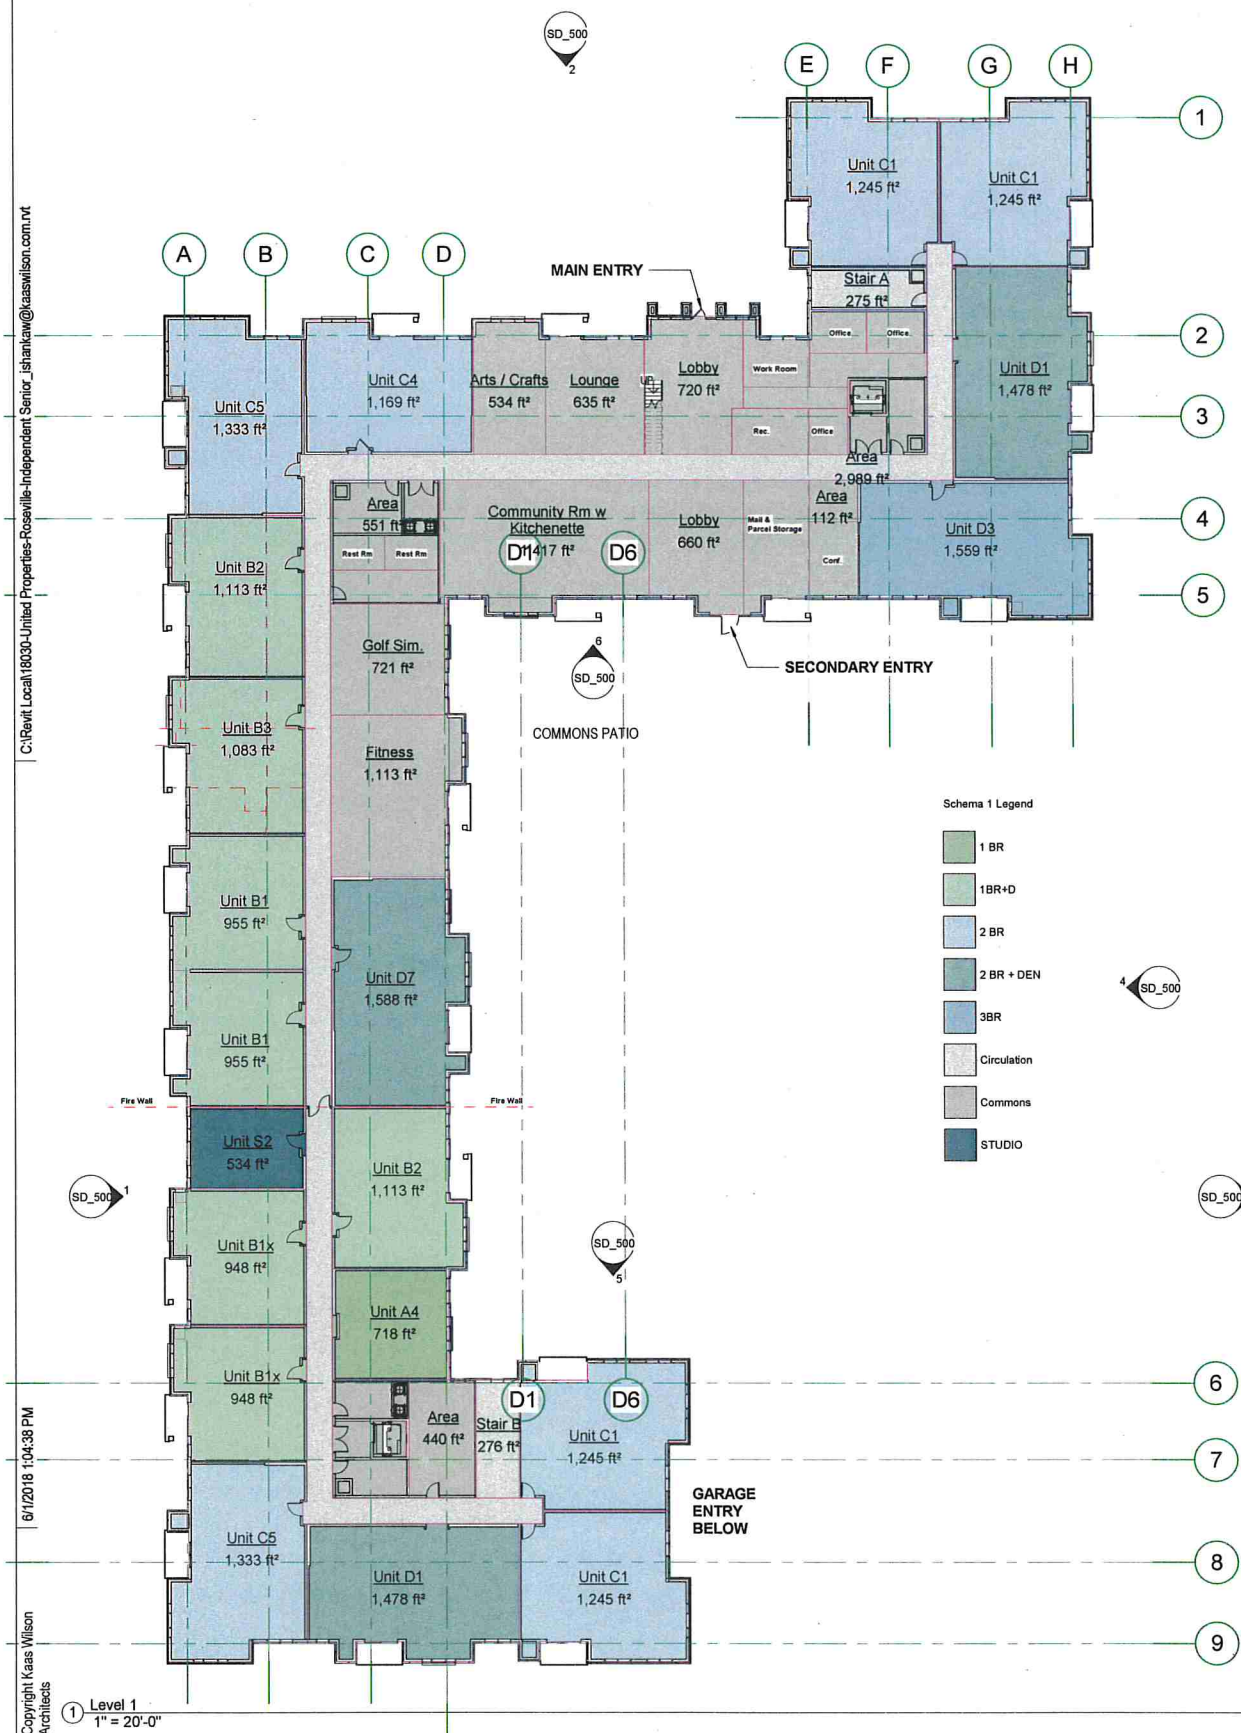 SD_500
2
E
F
G
H
1
Unit C1
1,245 ft²
Unit C1
1,245 ft²
A
B
C
D
MAIN ENTRY
Stair A
275 ft²
2
Office
Office
Work Room
Lobby
720 ft²
UP
Lounge
635 ft²
Arts / Crafts
534 ft²
Unit C4
1,169 ft²
Unit C5
1,333 ft²
Unit D1
1,478 ft²
3
Rec.
Office
Area
2,989 ft²
Area
551 ft²
Rest Rm
Rest Rm
Community Rm w
Kitchenette
1,417 ft²
D1
D6
Lobby
660 ft²
Mail &
Parcel Storage
Area
112 ft²
Conf.
Unit D3
1,559 ft²
4
5
Unit B2
1,113 ft²
Golf Sim.
721 ft²
6
SD_500
SECONDARY ENTRY
COMMONS PATIO
Unit B3
1,083 ft²
Fitness
1,113 ft²
Schema 1 Legend
1 BR
1BR+D
2 BR
2 BR + DEN
3BR
Circulation
Commons
STUDIO
Unit B1
955 ft²
Unit D7
1,588 ft²
4
SD_500
Unit B1
955 ft²
Fire Wall
Fire Wall
Unit S2
534 ft²
Unit B2
1,113 ft²
SD_500
1
SD_500
Unit B1x
948 ft²
SD_500
5
Unit A4
718 ft²
Unit B1x
948 ft²
D1
D6
6
Area
440 ft²
Stair B
276 ft²
Unit C1
1,245 ft²
7
GARAGE
ENTRY
BELOW
Unit C5
1,333 ft²
Unit D1
1,478 ft²
Unit C1
1,245 ft²
8
9
1
Level 1
1" = 20'-0"
C:\Revit Local\18030-United Properties-Roseville-Independent Senior_ishankaw@kaaswilson.com.rvt
6/1/2018 1:04:38 PM
Copyright Kaas Wilson
Architects